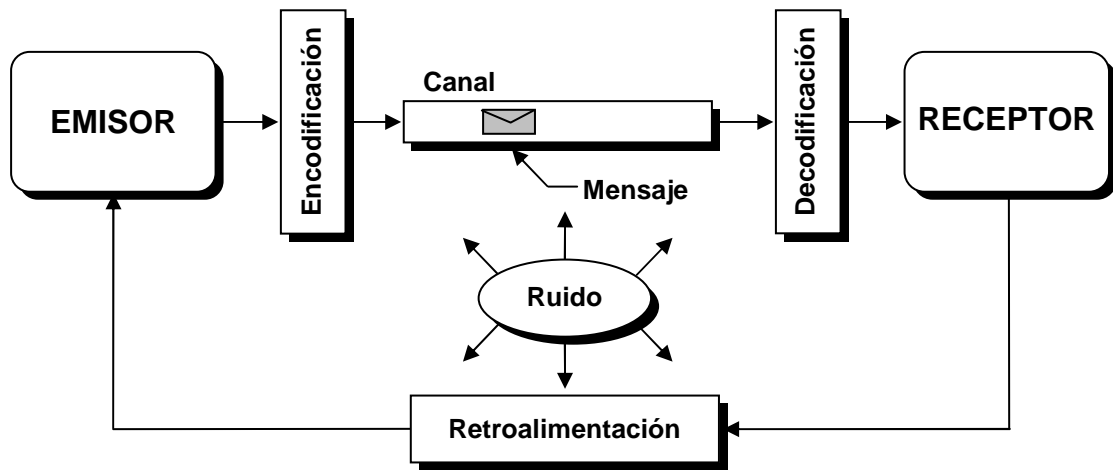 EMISOR
Encodificación
Canal
Mensaje
Decodificación
RECEPTOR
Ruido
Retroalimentación